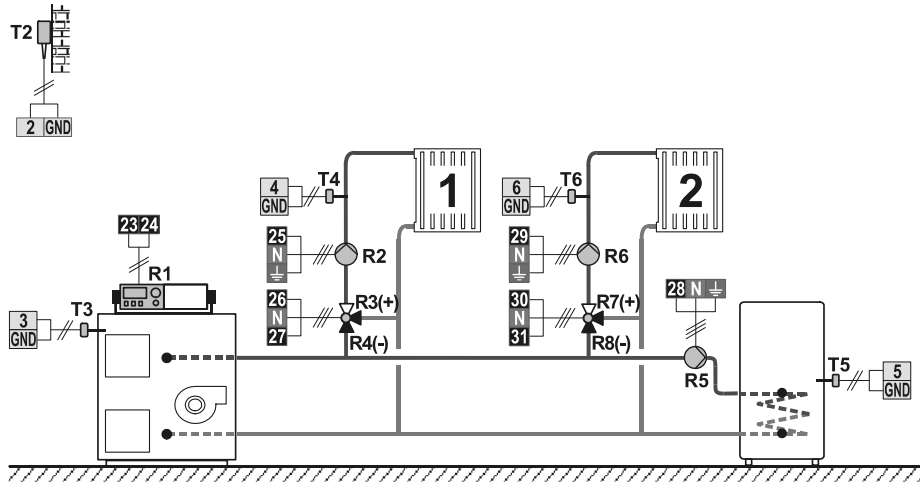 T2
2 GND
4
GND
T4
1
6
GND
T6
2
23 24
R1
25
N
R2
29
N
R6
28 N
3
GND
T3
26
N
27
R3(+)
R4(-)
30
N
31
R7(+)
R8(-)
R5
T5
5
GND